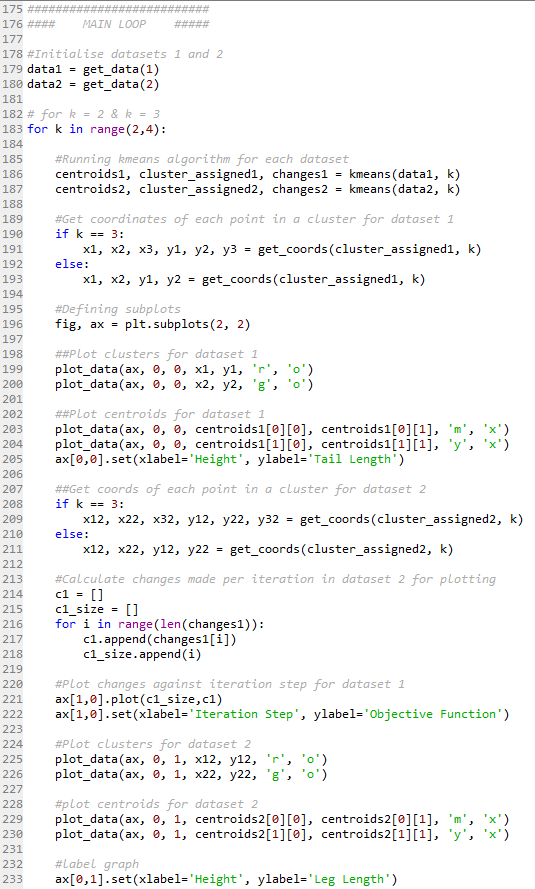 175 ##########################
176 ####    MAIN LOOP    #####
177
178 #Initialise datasets 1 and 2
179 data1 = get_data(1)
180 data2 = get_data(2)
181
182 # for k = 2 & k = 3
183 for k in range(2,4):
184
185     #Running kmeans algorithm for each dataset
186     centroids1, cluster_assigned1, changes1 = kmeans(data1, k)
187     centroids2, cluster_assigned2, changes2 = kmeans(data2, k)
188
189     #Get coordinates of each point in a cluster for dataset 1
190     if k == 3:
191         x1, x2, x3, y1, y2, y3 = get_coords(cluster_assigned1, k)
192     else:
193         x1, x2, y1, y2 = get_coords(cluster_assigned1, k)
194
195     #Defining subplots
196     fig, ax = plt.subplots(2, 2)
197
198     ##Plot clusters for dataset 1
199     plot_data(ax, 0, 0, x1, y1, 'r', 'o')
200     plot_data(ax, 0, 0, x2, y2, 'g', 'o')
201
202     ##Plot centroids for dataset 1
203     plot_data(ax, 0, 0, centroids1[0][0], centroids1[0][1], 'm', 'x')
204     plot_data(ax, 0, 0, centroids1[1][0], centroids1[1][1], 'y', 'x')
205     ax[0,0].set(xlabel='Height', ylabel='Tail Length')
206
207     ##Get coords of each point in a cluster for dataset 2
208     if k == 3:
209         x12, x22, x32, y12, y22, y32 = get_coords(cluster_assigned2, k)
210     else:
211         x12, x22, y12, y22 = get_coords(cluster_assigned2, k)
212
213     #Calculate changes made per iteration in dataset 2 for plotting
214     c1 = []
215     c1_size = []
216     for i in range(len(changes1)):
217         c1.append(changes1[i])
218         c1_size.append(i)
219
220     #Plot changes against iteration step for dataset 1
221     ax[1,0].plot(c1_size,c1)
222     ax[1,0].set(xlabel='Iteration Step', ylabel='Objective Function')
223
224     #Plot clusters for dataset 2
225     plot_data(ax, 0, 1, x12, y12, 'r', 'o')
226     plot_data(ax, 0, 1, x22, y22, 'g', 'o')
227
228     #plot centroids for dataset 2
229     plot_data(ax, 0, 1, centroids2[0][0], centroids2[0][1], 'm', 'x')
230     plot_data(ax, 0, 1, centroids2[1][0], centroids2[1][1], 'y', 'x')
231
232     #label graph
233     ax[0,1].set(xlabel='Height', ylabel='Leg Length')